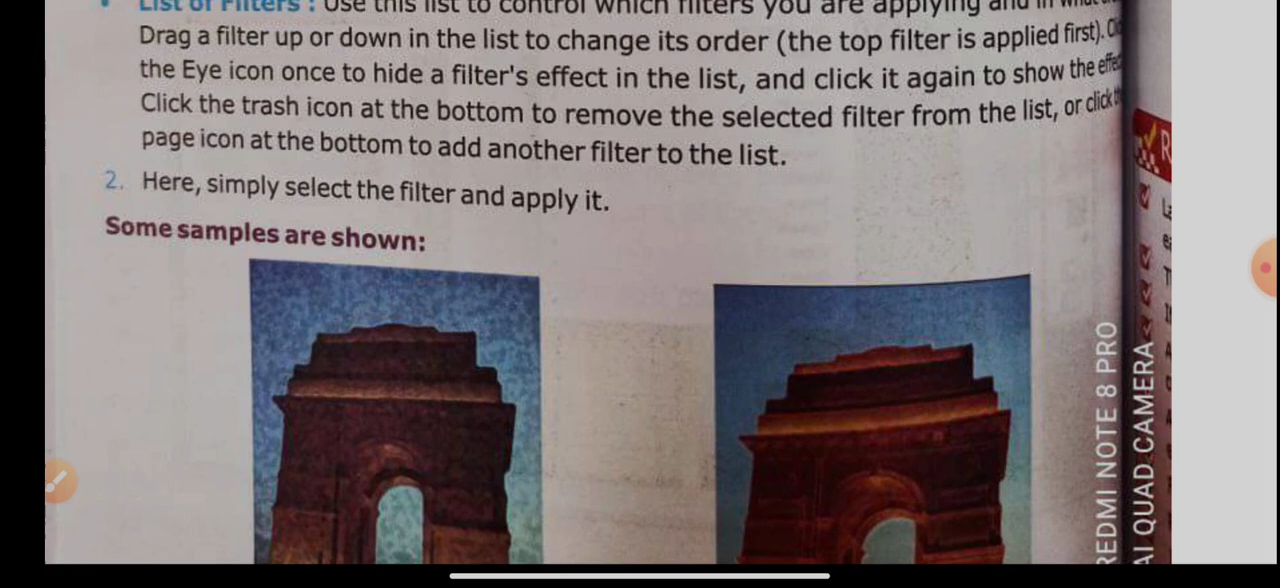 List of Filters : Use this list to control which filters you are applying and in what
Drag a filter up or down in the list to change its order (the top filter is applied first).
the Eye icon once to hide a filter's effect in the list, and click it again to show the
Click the trash icon at the bottom to remove the selected filter from the list, or click
page icon at the bottom to add another filter to the list.
2. Here, simply select the filter and apply it.
Some samples are shown:
REDMI NOTE 8 PRO
AI QUAD CAMERA